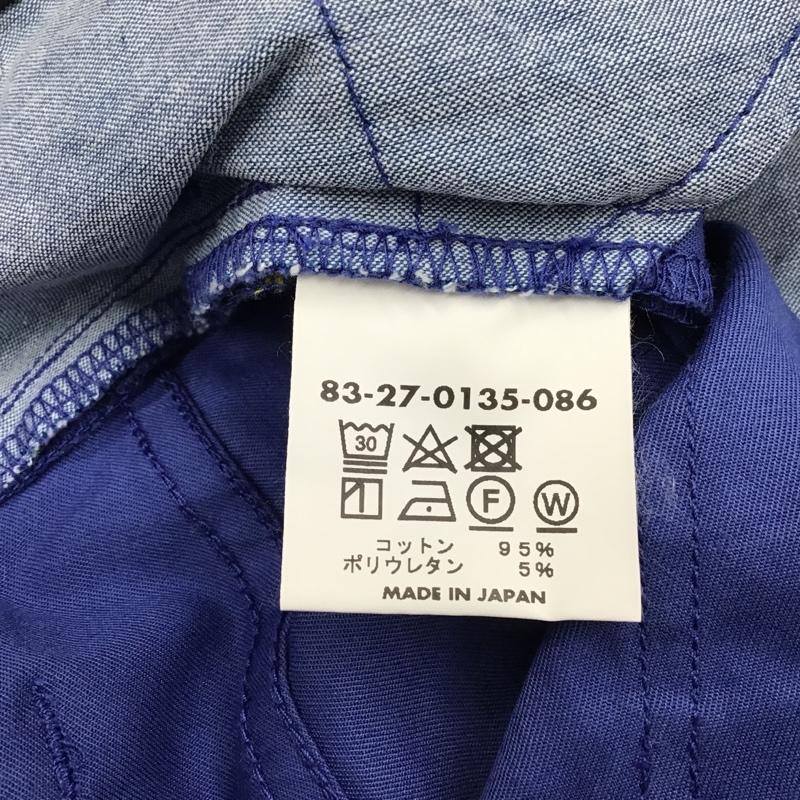 83-27-0135-086
30
F W
コットン 95%
ポリウレタン 5%
MADE IN JAPAN